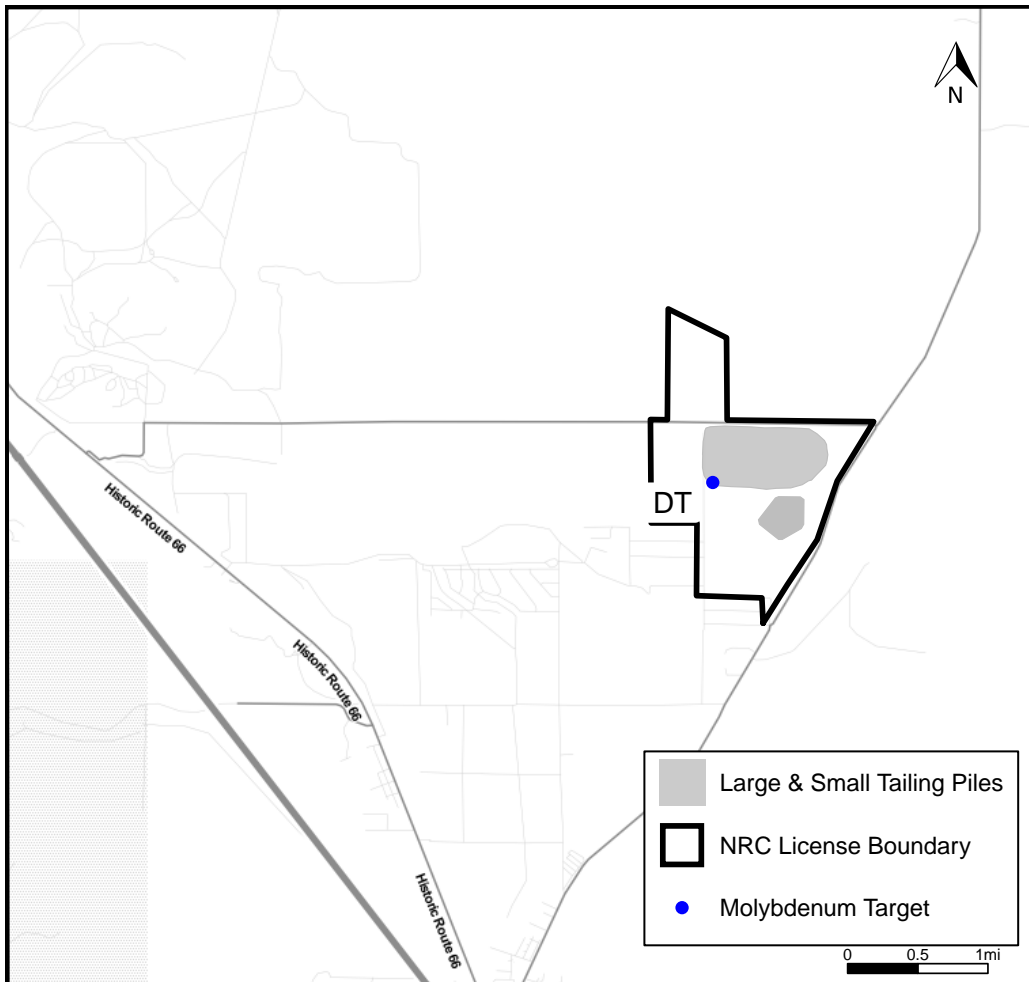 N
DT
Historic Route 66
Historic Route 66
Historic Route 66
Large & Small Tailing Piles
NRC License Boundary
Molybdenum Target
0 0.5 1mi